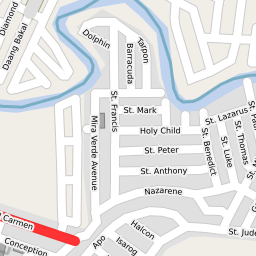 Diamond
Daang Bakal
Dolphin
Barracuda
Tarpon
St. Francis
St. Mark
Holy Child
St. Peter
St. Anthony
Nazarene
Mira Verde Avenue
St. Lazarus
St. Thomas
St. Luke
St. Benedict
St. Jude
Carmen
Conception
Apo
Isarog
Halcon